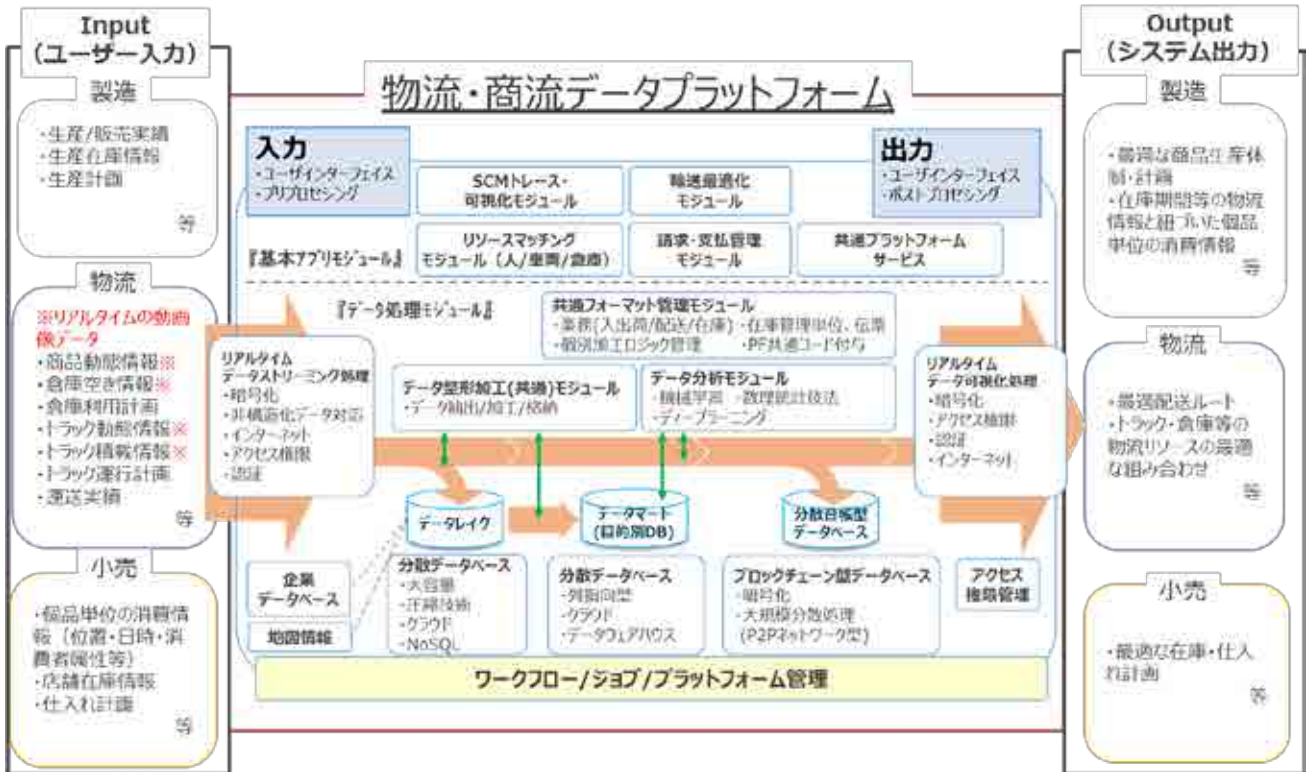 Input
(ユーザー入力)
製造
・生産/販売実績
・生産在庫情報
・生産計画
等
物流
※リアルタイムの動画
像データ
・商品動態情報※
・倉庫空き情報※
・倉庫利用計画
・トラック動態情報※
・トラック積載情報※
・トラック運行計画
・運送実績
等
小売
・個品単位の消費情
報(位置・日時・消
費者属性等)
・店舗在庫情報
・仕入れ計画
等
物流・商流データプラットフォーム
入力
・ユーザインターフェイス
・プリプロセシング
SCMトレース・
可視化モジュール
輸送最適化
モジュール
出力
・ユーザインターフェイス
・ポストプロセシング
『基本アプリモジュール』
リソースマッチング
モジュール(人/車両/倉庫)
請求・支払管理
モジュール
共通プラットフォーム
サービス
『データ処理モジュール』
共通フォーマット管理モジュール
・業務(入出荷/配送/在庫)・在庫管理単位、伝票
・個別加工ロジック管理 ・PF共通コード付与
リアルタイム
データストリーミング処理
・暗号化
・非構造化データ対応
・インターネット
・アクセス権限
・認証
データ整形加工(共通)モジュール
・データ抽出/加工/格納
データ分析モジュール
・機械学習 ・数理統計技法
・ディープラーニング
リアルタイム
データ可視化処理
・暗号化
・アクセス権限
・認証
・インターネット
データレイク
データマート
(目的別DB)
分散台帳型
データベース
企業
データベース
地図情報
分散データベース
・大容量
・圧縮技術
・クラウド
・NoSQL
分散データベース
・列指向型
・クラウド
・データウェアハウス
ブロックチェーン型データベース
・暗号化
・大規模分散処理
(P2Pネットワーク型)
アクセス
権限管理
ワークフロー/ジョブ/プラットフォーム管理
Output
(システム出力)
製造
・最適な商品生産体
制・計画
・在庫期間等の物流
情報と紐づいた個品
単位の消費情報
等
物流
・最適配送ルート
・トラック・倉庫等の
物流リソースの最適
な組み合わせ
等
小売
・最適な在庫・仕入
れ計画
等